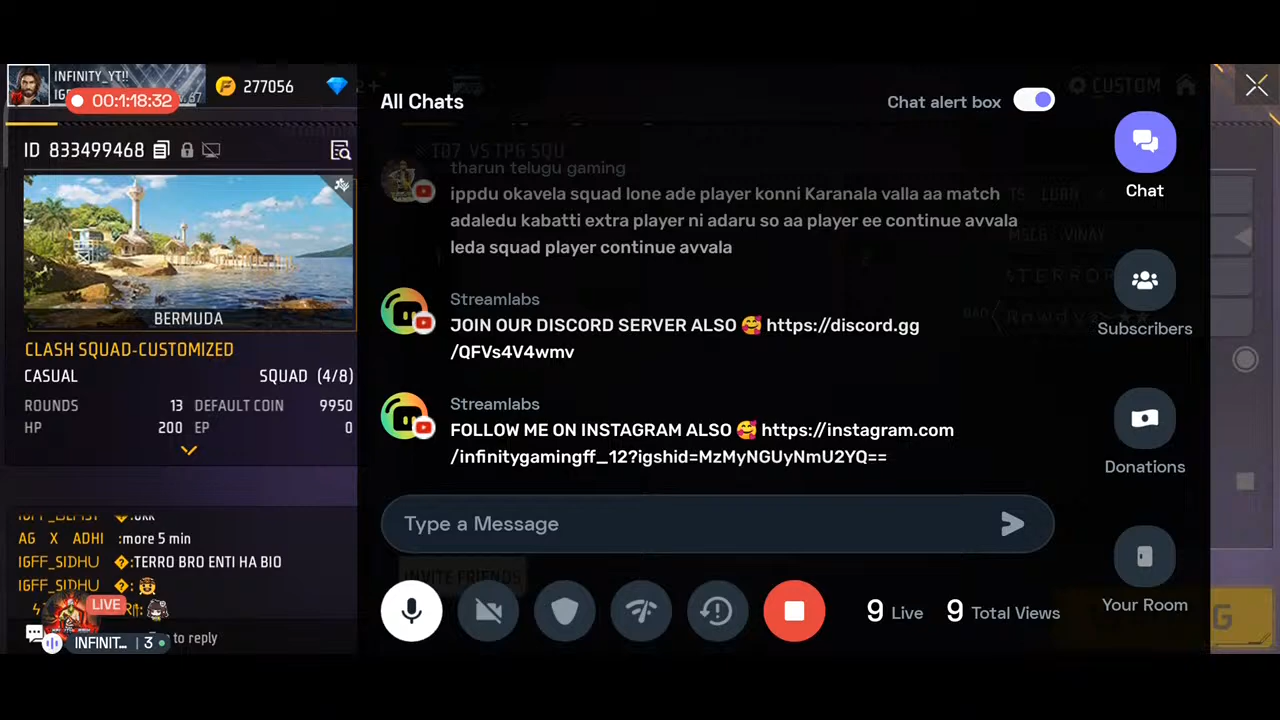 INFINITY_YT!!
00:1:18:32
277056
ID 833499468
BERMUDA
CLASH SQUAD-CUSTOMIZED
CASUAL SQUAD (4/8)
ROUNDS 13 DEFAULT COIN 9950
HP 200 EP 0
AG X ADHI :more 5 min
IGFF_SIDHU :TERRO BRO ENTI HA BIO
IGFF_SIDHU :
LIVE
to reply
INFINIT... | 3
All Chats
Chat alert box
CUSTOM
tharun telugu gaming
ippdu okavela squad lone ade player konni Karanala valla aa match
adaledu kabatti extra player ni adaru so aa player ee continue avvala
leda squad player continue avvala
Streamlabs
JOIN OUR DISCORD SERVER ALSO 🥰 https://discord.gg
/QFVs4V4wmv
Streamlabs
FOLLOW ME ON INSTAGRAM ALSO 🥰 https://instagram.com
/infinitygamingff_12?igshid=MzMyNGUyNmU2YQ==
Type a Message
INVITE FRIENDS
9 Live 9 Total Views
Chat
Subscribers
Donations
Your Room